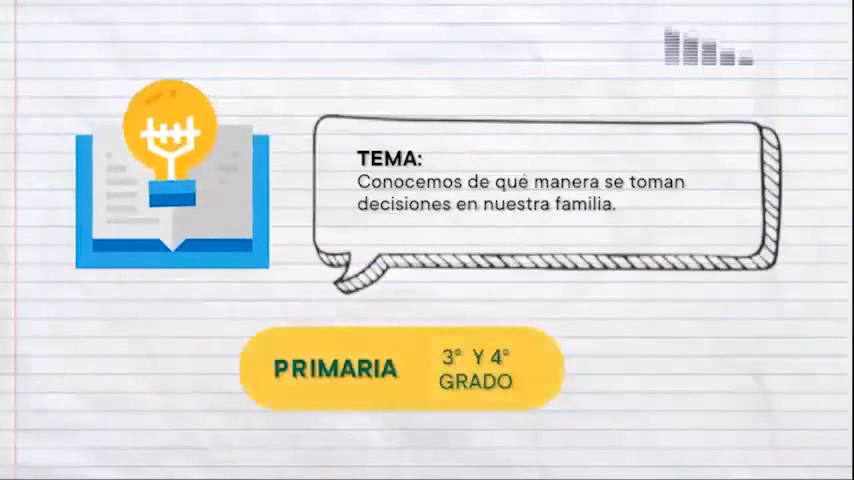 TEMA:
Conocemos de qué manera se toman
decisiones en nuestra familia.
PRIMARIA
3° Y 4°
GRADO